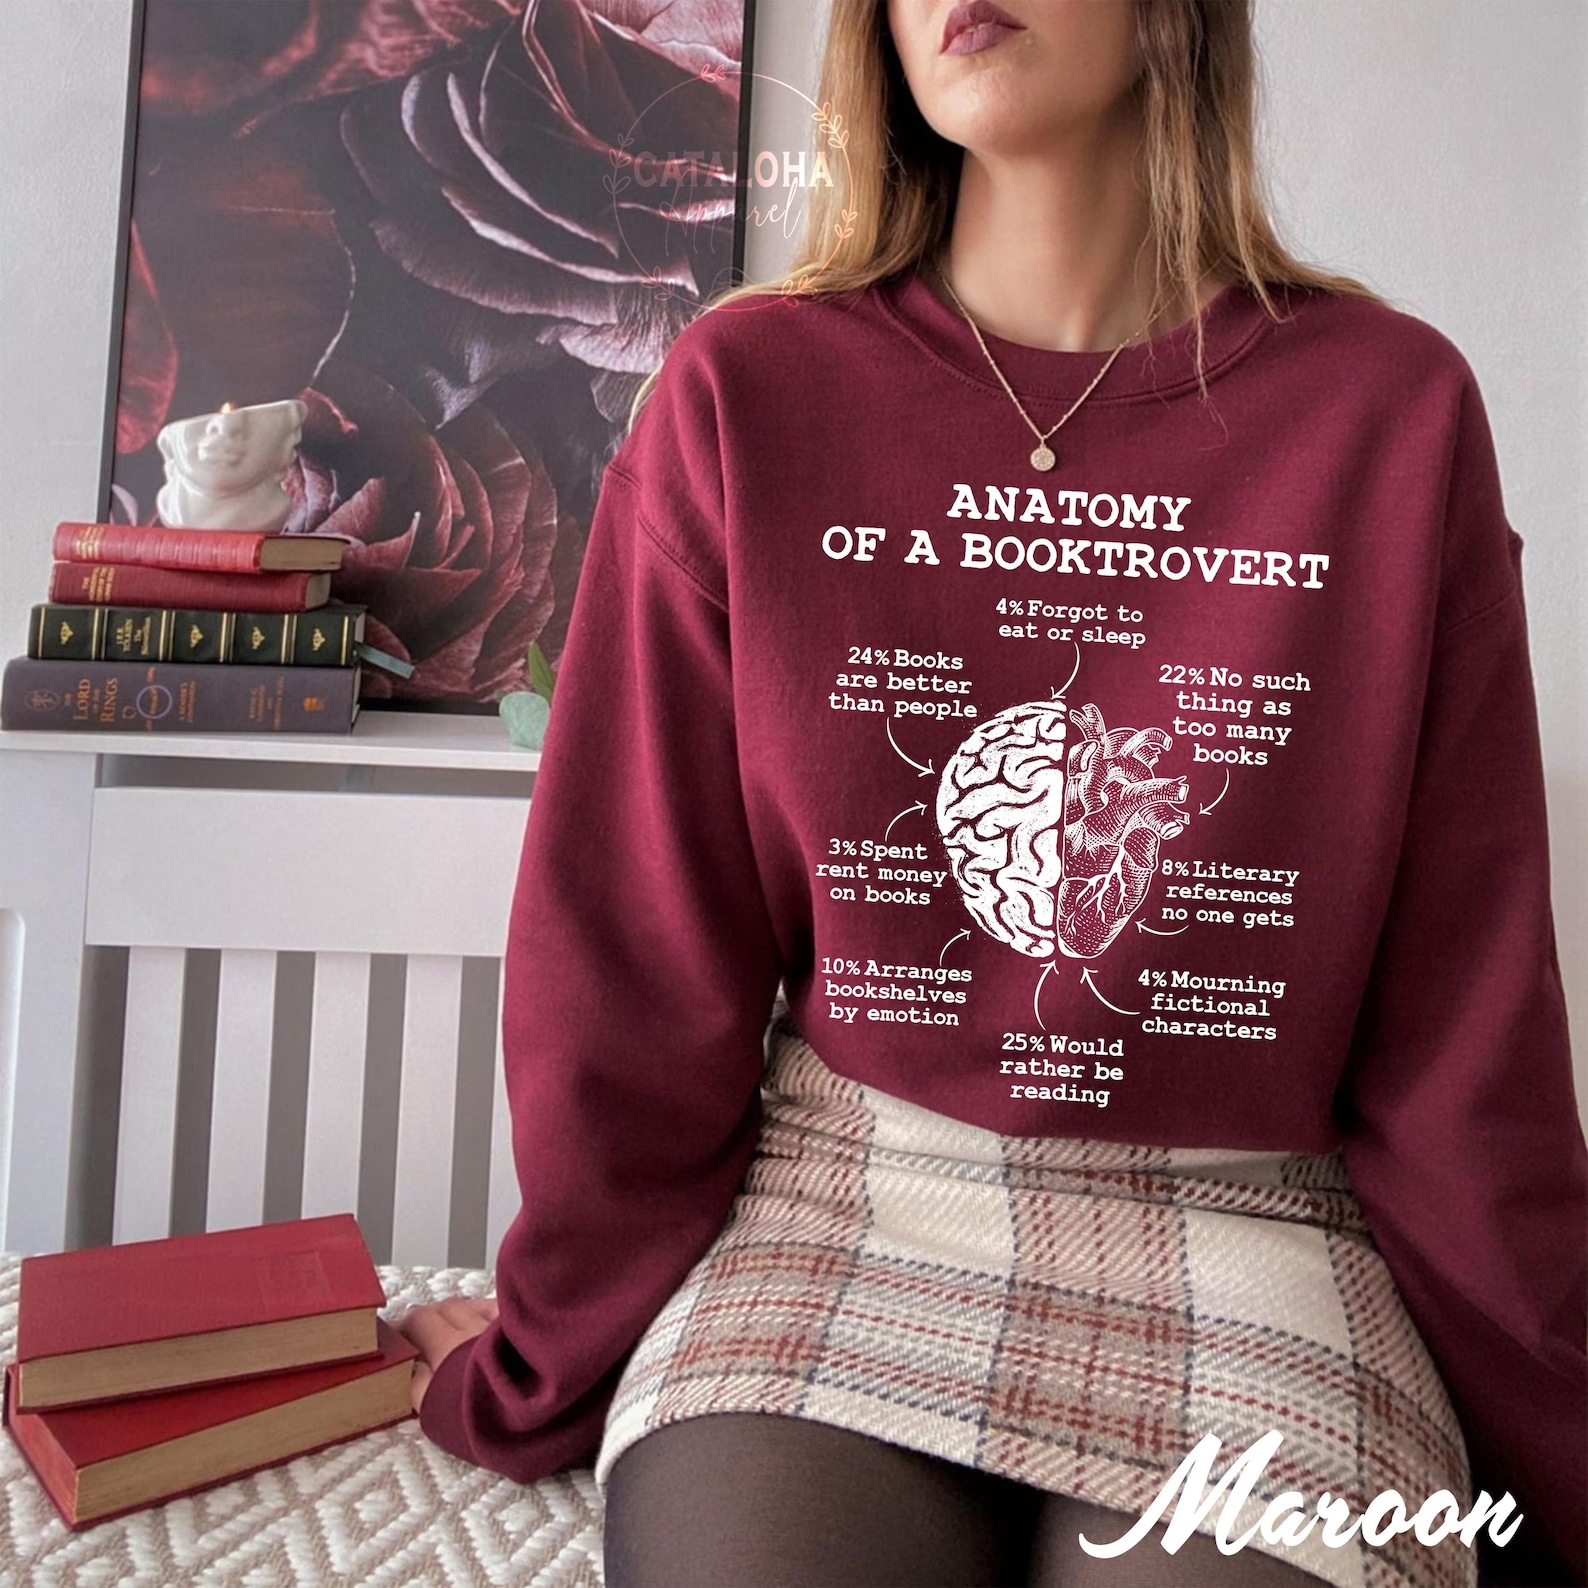 CATALOHA
Apparel
ANATOMY
OF A BOOKTROVERT
4% Forgot to
eat or sleep
24% Books
are better
than people
22% No such
thing as
too many
books
3% Spent
rent money
on books
8% Literary
references
no one gets
10% Arranges
bookshelves
by emotion
4% Mourning
fictional
characters
25% Would
rather be
reading
J.R.R.
TOLKIEN
The
THE
LORD
OF THE
RINGS
Maroon